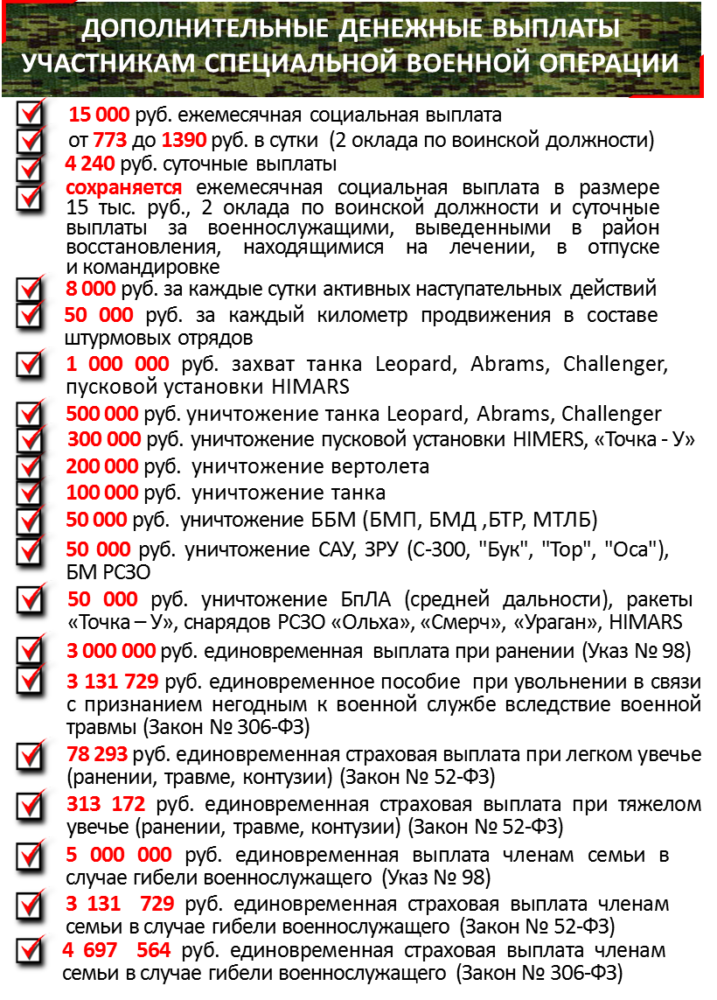 ДОПОЛНИТЕЛЬНЫЕ ДЕНЕЖНЫЕ ВЫПЛАТЫ
УЧАСТНИКАМ СПЕЦИАЛЬНОЙ ВОЕННОЙ ОПЕРАЦИИ
15 000 руб. ежемесячная социальная выплата
от 773 до 1390 руб. в сутки (2 оклада по воинской должности)
4 240 руб. суточные выплаты
сохраняется ежемесячная социальная выплата в размере
15 тыс. руб., 2 оклада по воинской должности и суточные
выплаты за военнослужащими, выведенными в район
восстановления, находящимися на лечении, в отпуске
и командировке
8 000 руб. за каждые сутки активных наступательных действий
50 000 руб. за каждый километр продвижения в составе
штурмовых отрядов
1 000 000 руб. захват танка Leopard, Abrams, Challenger,
пусковой установки HIMARS
500 000 руб. уничтожение танка Leopard, Abrams, Challenger
300 000 руб. уничтожение пусковой установки HIMERS, «Точка - У»
200 000 руб. уничтожение вертолета
100 000 руб. уничтожение танка
50 000 руб. уничтожение ББМ (БМП, БМД ,БТР, МТЛБ)
50 000 руб. уничтожение САУ, ЗРУ (С-300, "Бук", "Тор", "Оса"),
БМ РСЗО
50 000 руб. уничтожение БпЛА (средней дальности), ракеты
«Точка – У», снарядов РСЗО «Ольха», «Смерч», «Ураган», HIMARS
3 000 000 руб. единовременная выплата при ранении (Указ № 98)
3 131 729 руб. единовременное пособие при увольнении в связи
с признанием негодным к военной службе вследствие военной
травмы (Закон № 306-ФЗ)
78 293 руб. единовременная страховая выплата при легком увечье
(ранении, травме, контузии) (Закон № 52-ФЗ)
313 172 руб. единовременная страховая выплата при тяжелом
увечье (ранении, травме, контузии) (Закон № 52-ФЗ)
5 000 000 руб. единовременная выплата членам семьи в
случае гибели военнослужащего (Указ № 98)
3 131 729 руб. единовременная страховая выплата членам
семьи в случае гибели военнослужащего (Закон № 52-ФЗ)
4 697 564 руб. единовременная страховая выплата членам
семьи в случае гибели военнослужащего (Закон № 306-ФЗ)